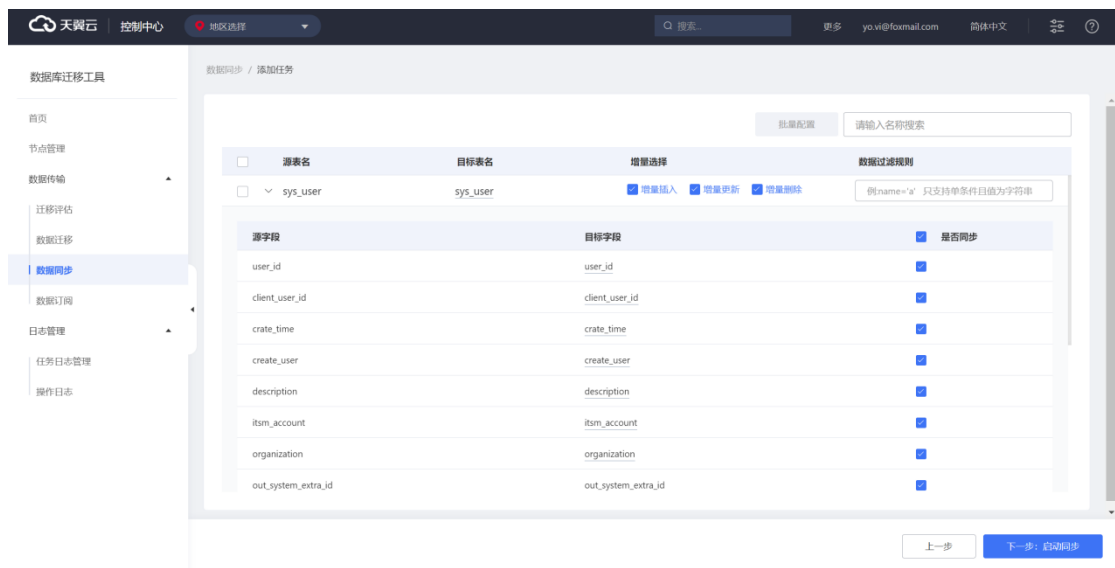 天翼云 控制中心 地区选择 搜索... 更多 yo.vi@foxmail.com 简体中文
数据库迁移工具
首页
节点管理
数据传输
迁移评估
数据迁移
数据同步
数据订阅
日志管理
任务日志管理
操作日志
数据同步 / 添加任务
批量配置 请输入名称搜索
源表名 目标表名 增量选择 数据过滤规则
sys_user sys_user 增量插入 增量更新 增量删除 例:name='a' 只支持单条件且值为字符串
源字段 目标字段 是否同步
user_id user_id
client_user_id client_user_id
crate_time crate_time
create_user create_user
description description
itsm_account itsm_account
organization organization
out_system_extra_id out_system_extra_id
上一步 下一步: 启动同步